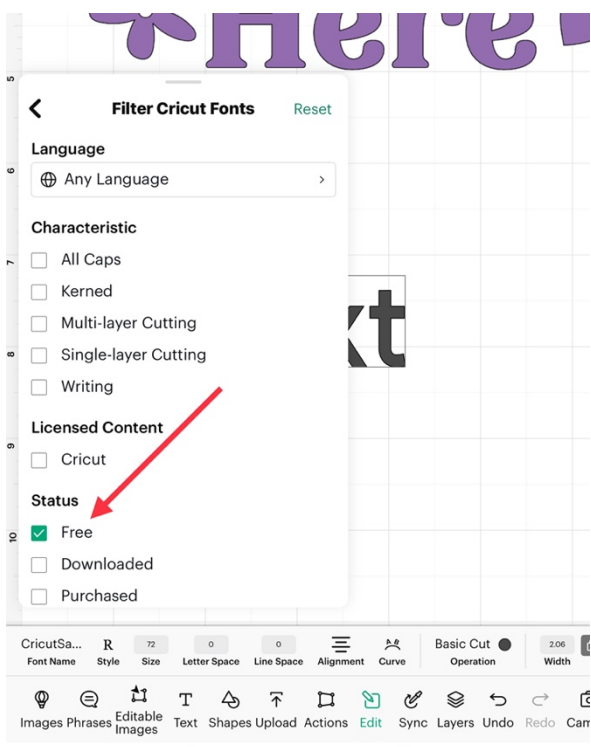 Here
5
Filter Cricut Fonts Reset
Language
6
Any Language
Characteristic
7
All Caps
Kerned
Multi-layer Cutting
xt
8
Single-layer Cutting
Writing
Licensed Content
9
Cricut
Status
10
Free
Downloaded
Purchased
CricutSa... R 72 0 0 Basic Cut 2.06
Font Name Style Size Letter Space Line Space Alignment Curve Operation Width
Images Phrases Editable Images Text Shapes Upload Actions Edit Sync Layers Undo Redo Cam